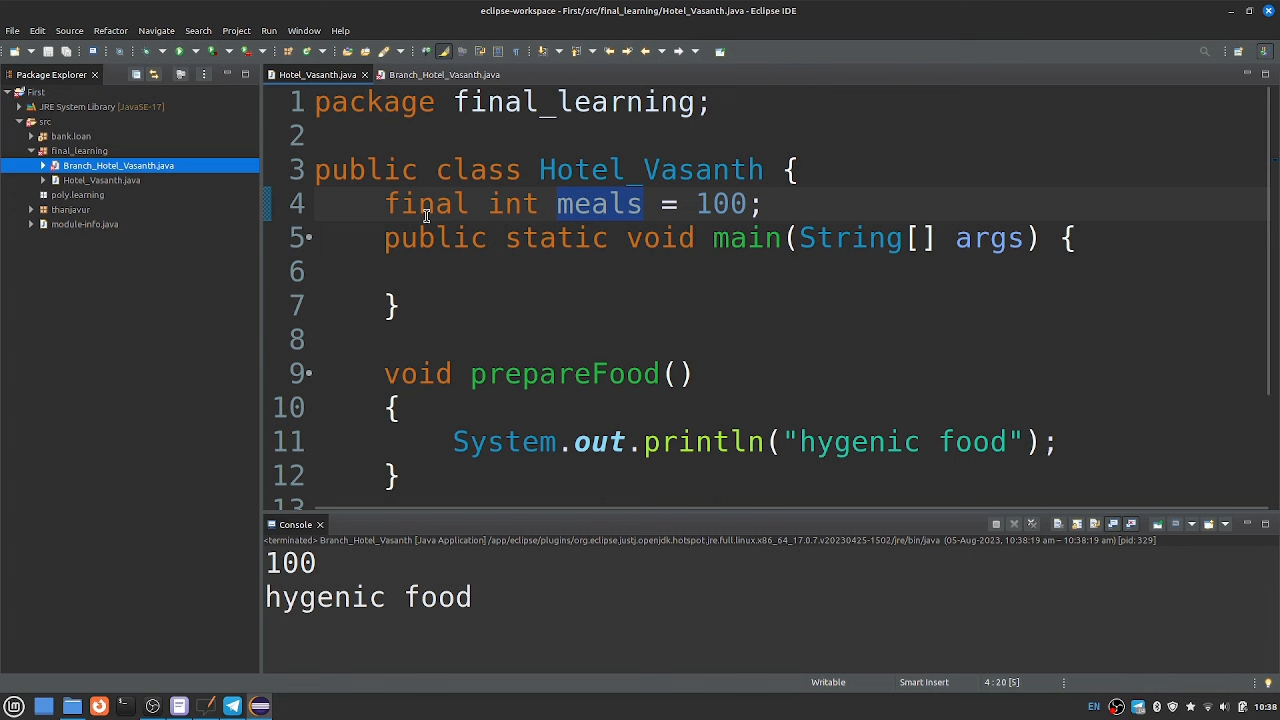 eclipse-workspace - First/src/final_learning/Hotel_Vasanth.java - Eclipse IDE
File Edit Source Refactor Navigate Search Project Run Window Help
Package Explorer
Hotel_Vasanth.java
Branch_Hotel_Vasanth.java
First
JRE System Library [JavaSE-17]
src
bank.loan
final_learning
Branch_Hotel_Vasanth.java
Hotel_Vasanth.java
poly.learning
thanjavur
module-info.java
1 package final_learning;
2
3 public class Hotel_Vasanth {
4 final int meals = 100;
5 public static void main(String[] args) {
6
7 }
8
9 void prepareFood()
10 {
11 System.out.println("hygenic food");
12 }
13
Console
<terminated> Branch_Hotel_Vasanth [Java Application] /app/eclipse/plugins/org.eclipse.justj.openjdk.hotspot.jre.full.linux.x86_64_17.0.7.v20230425-1502/jre/bin/java (05-Aug-2023, 10:38:19 am – 10:38:19 am) [pid: 329]
100
hygenic food
Writable
Smart Insert
4 : 20 [5]
EN
10:38